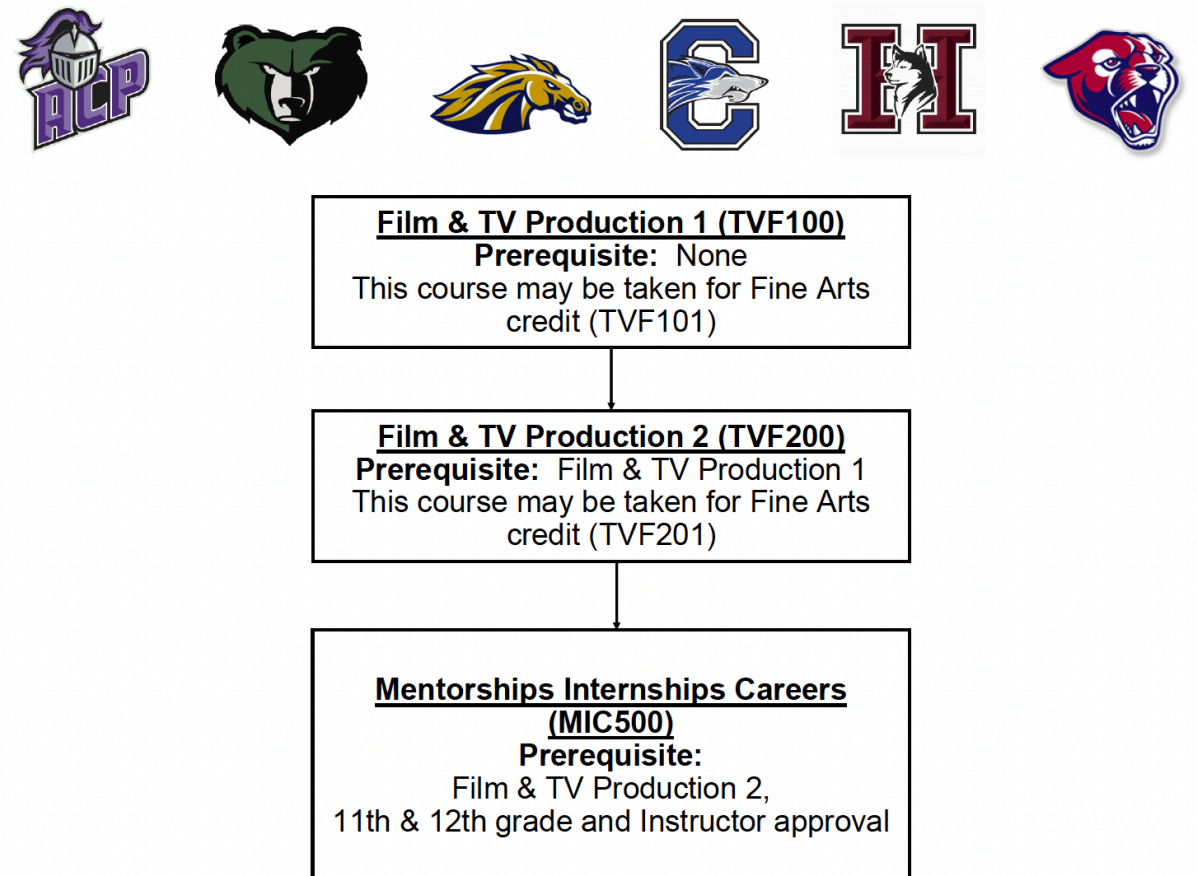 ACP
C
H
Film & TV Production 1 (TVF100)
Prerequisite:  None
This course may be taken for Fine Arts
credit (TVF101)
Film & TV Production 2 (TVF200)
Prerequisite:  Film & TV Production 1
This course may be taken for Fine Arts
credit (TVF201)
Mentorships Internships Careers
(MIC500)
Prerequisite:
Film & TV Production 2,
11th & 12th grade and Instructor approval